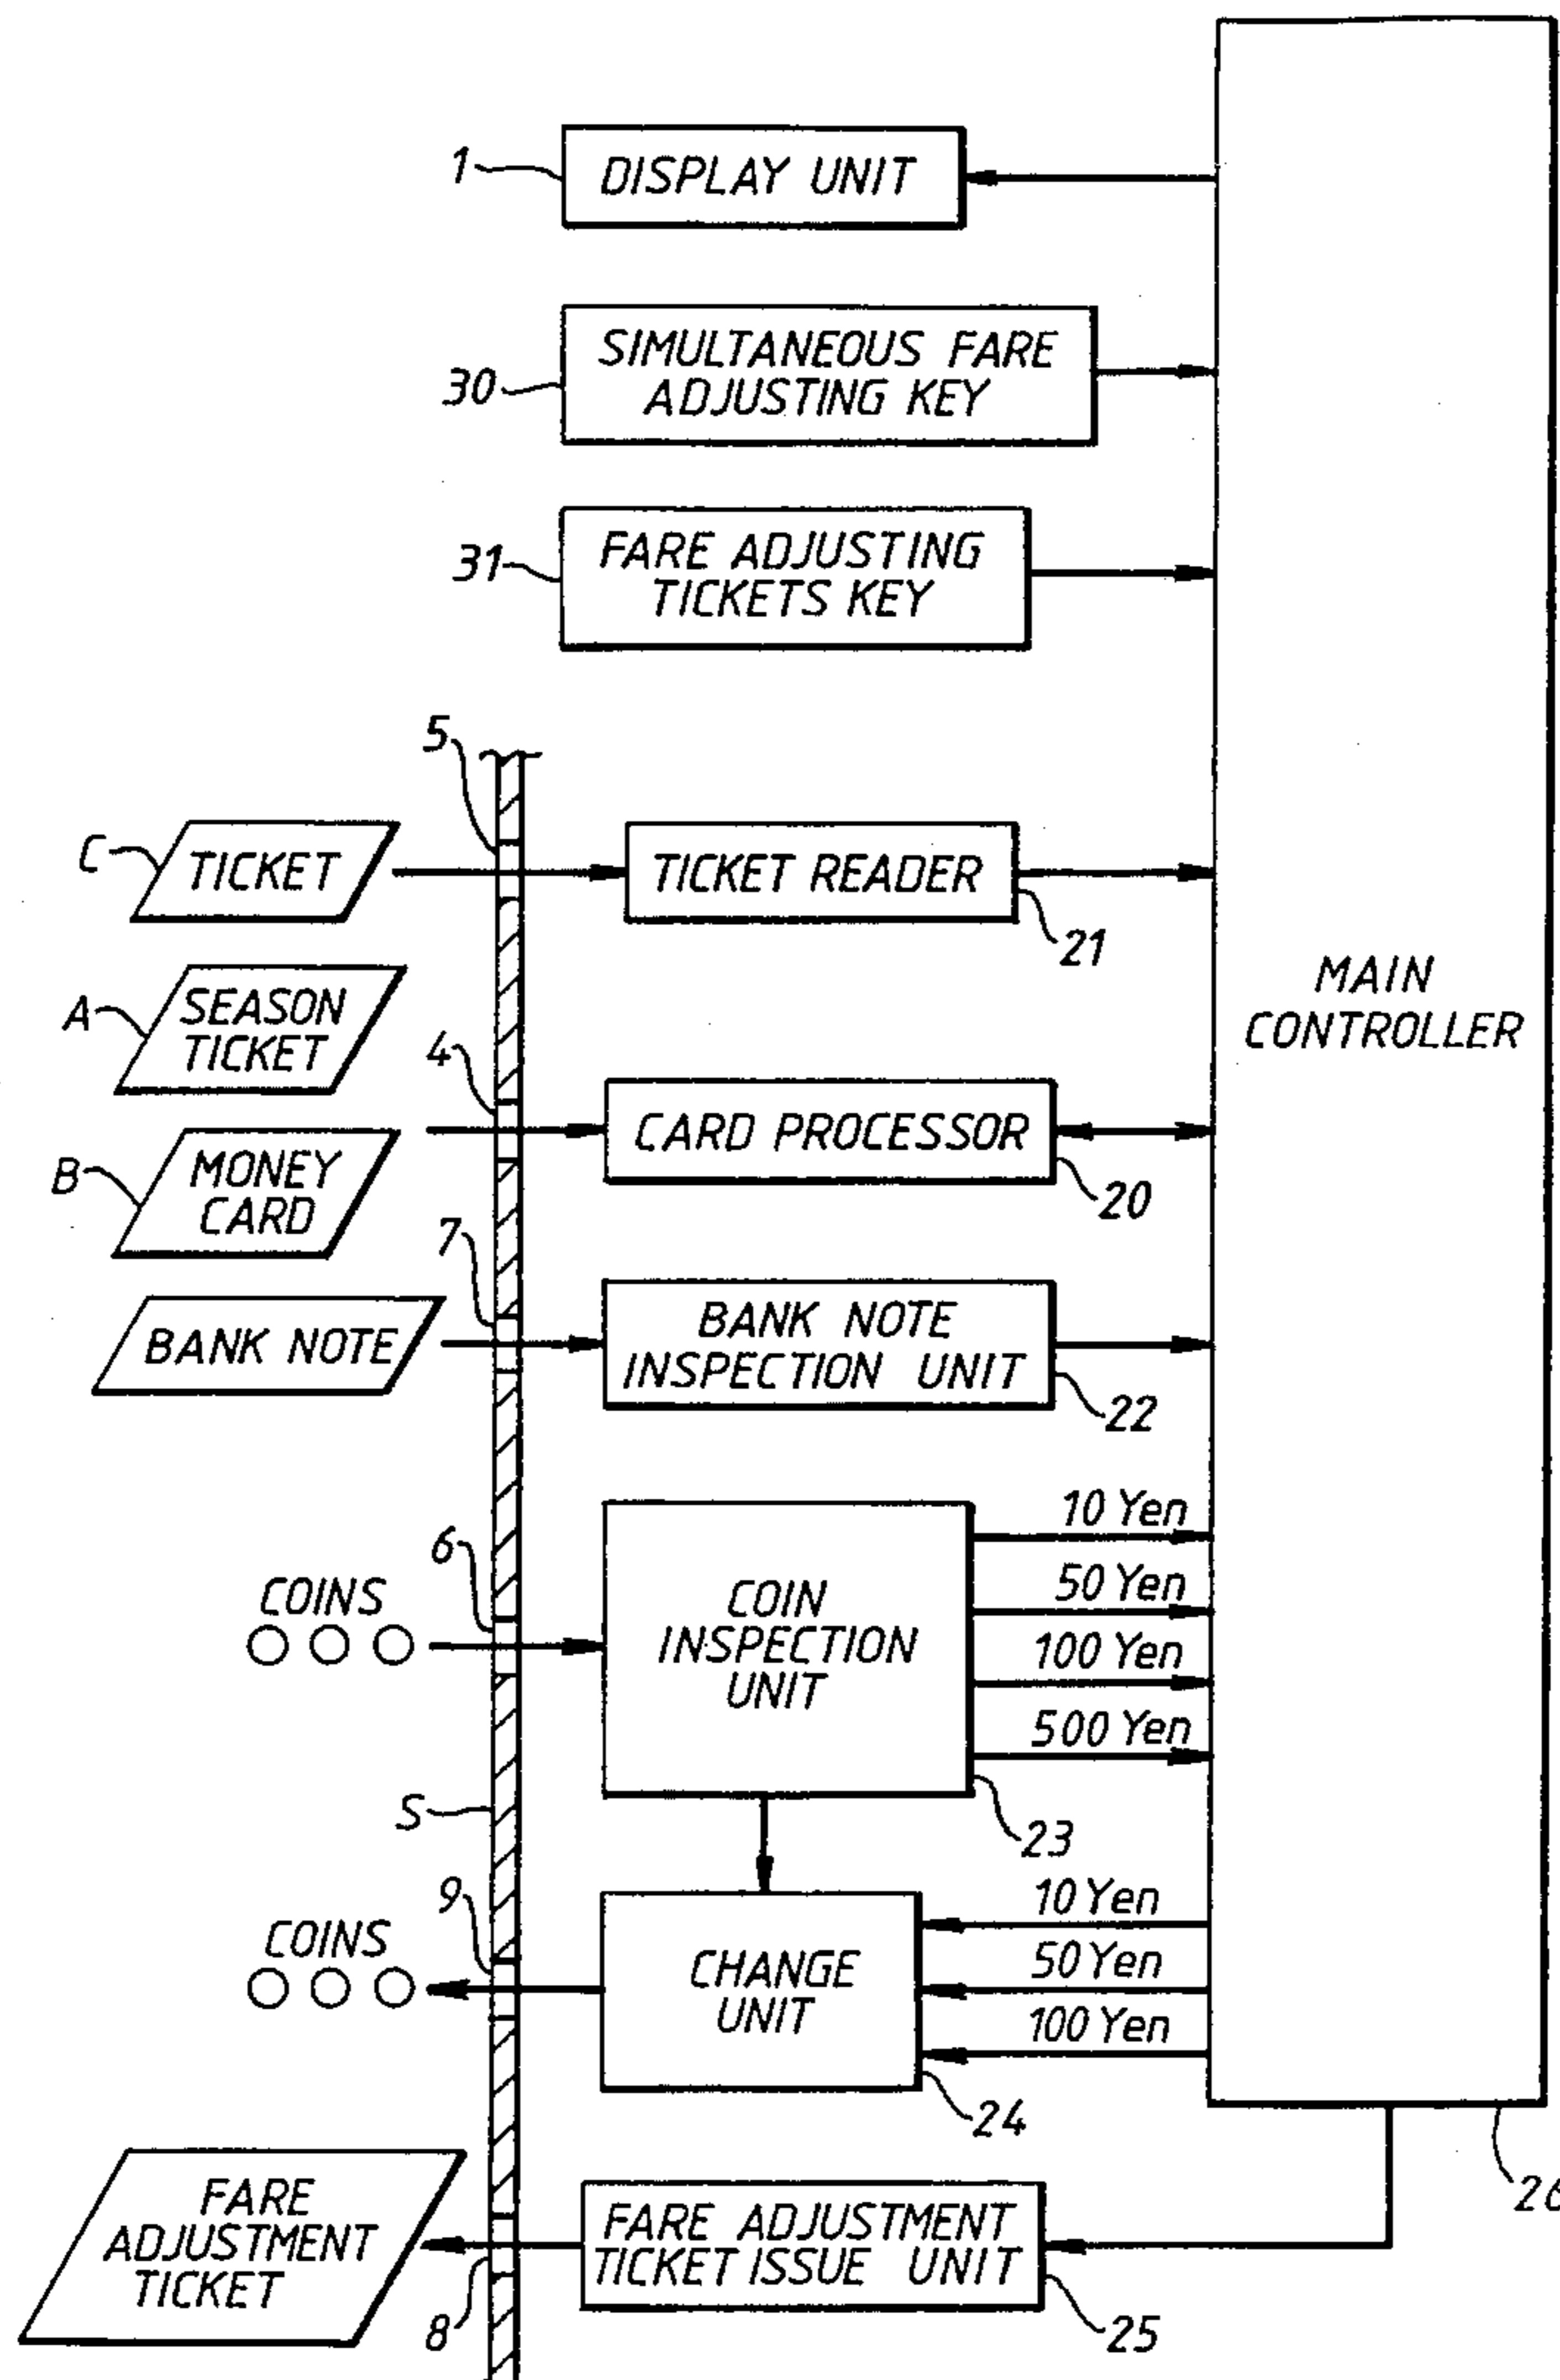 1
DISPLAY UNIT
30
SIMULTANEOUS FARE
ADJUSTING KEY
31
FARE ADJUSTING
TICKETS KEY
5
C
TICKET
TICKET READER
21
A
SEASON
TICKET
MAIN
CONTROLLER
4
CARD PROCESSOR
20
B
MONEY
CARD
7
BANK NOTE
BANK NOTE
INSPECTION UNIT
22
6
COINS
COIN
INSPECTION
UNIT
10 Yen
50 Yen
100 Yen
500 Yen
23
S
9
COINS
CHANGE
UNIT
10 Yen
50 Yen
100 Yen
24
26
FARE
ADJUSTMENT
TICKET
8
FARE ADJUSTMENT
TICKET ISSUE UNIT
25